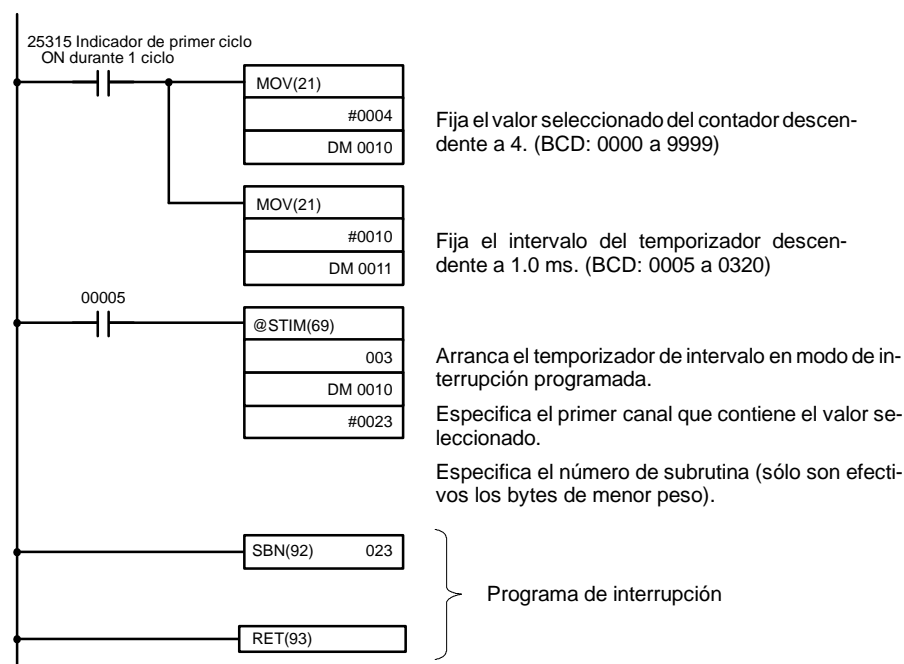 25315 Indicador de primer ciclo
ON durante 1 ciclo
MOV(21)
#0004
DM 0010
Fija el valor seleccionado del contador descen-
dente a 4. (BCD: 0000 a 9999)
MOV(21)
#0010
DM 0011
Fija el intervalo del temporizador descen-
dente a 1.0 ms. (BCD: 0005 a 0320)
00005
@STIM(69)
003
DM 0010
#0023
Arranca el temporizador de intervalo en modo de in-
terrupción programada.
Especifica el primer canal que contiene el valor se-
leccionado.
Especifica el número de subrutina (sólo son efecti-
vos los bytes de menor peso).
SBN(92) 023
Programa de interrupción
RET(93)